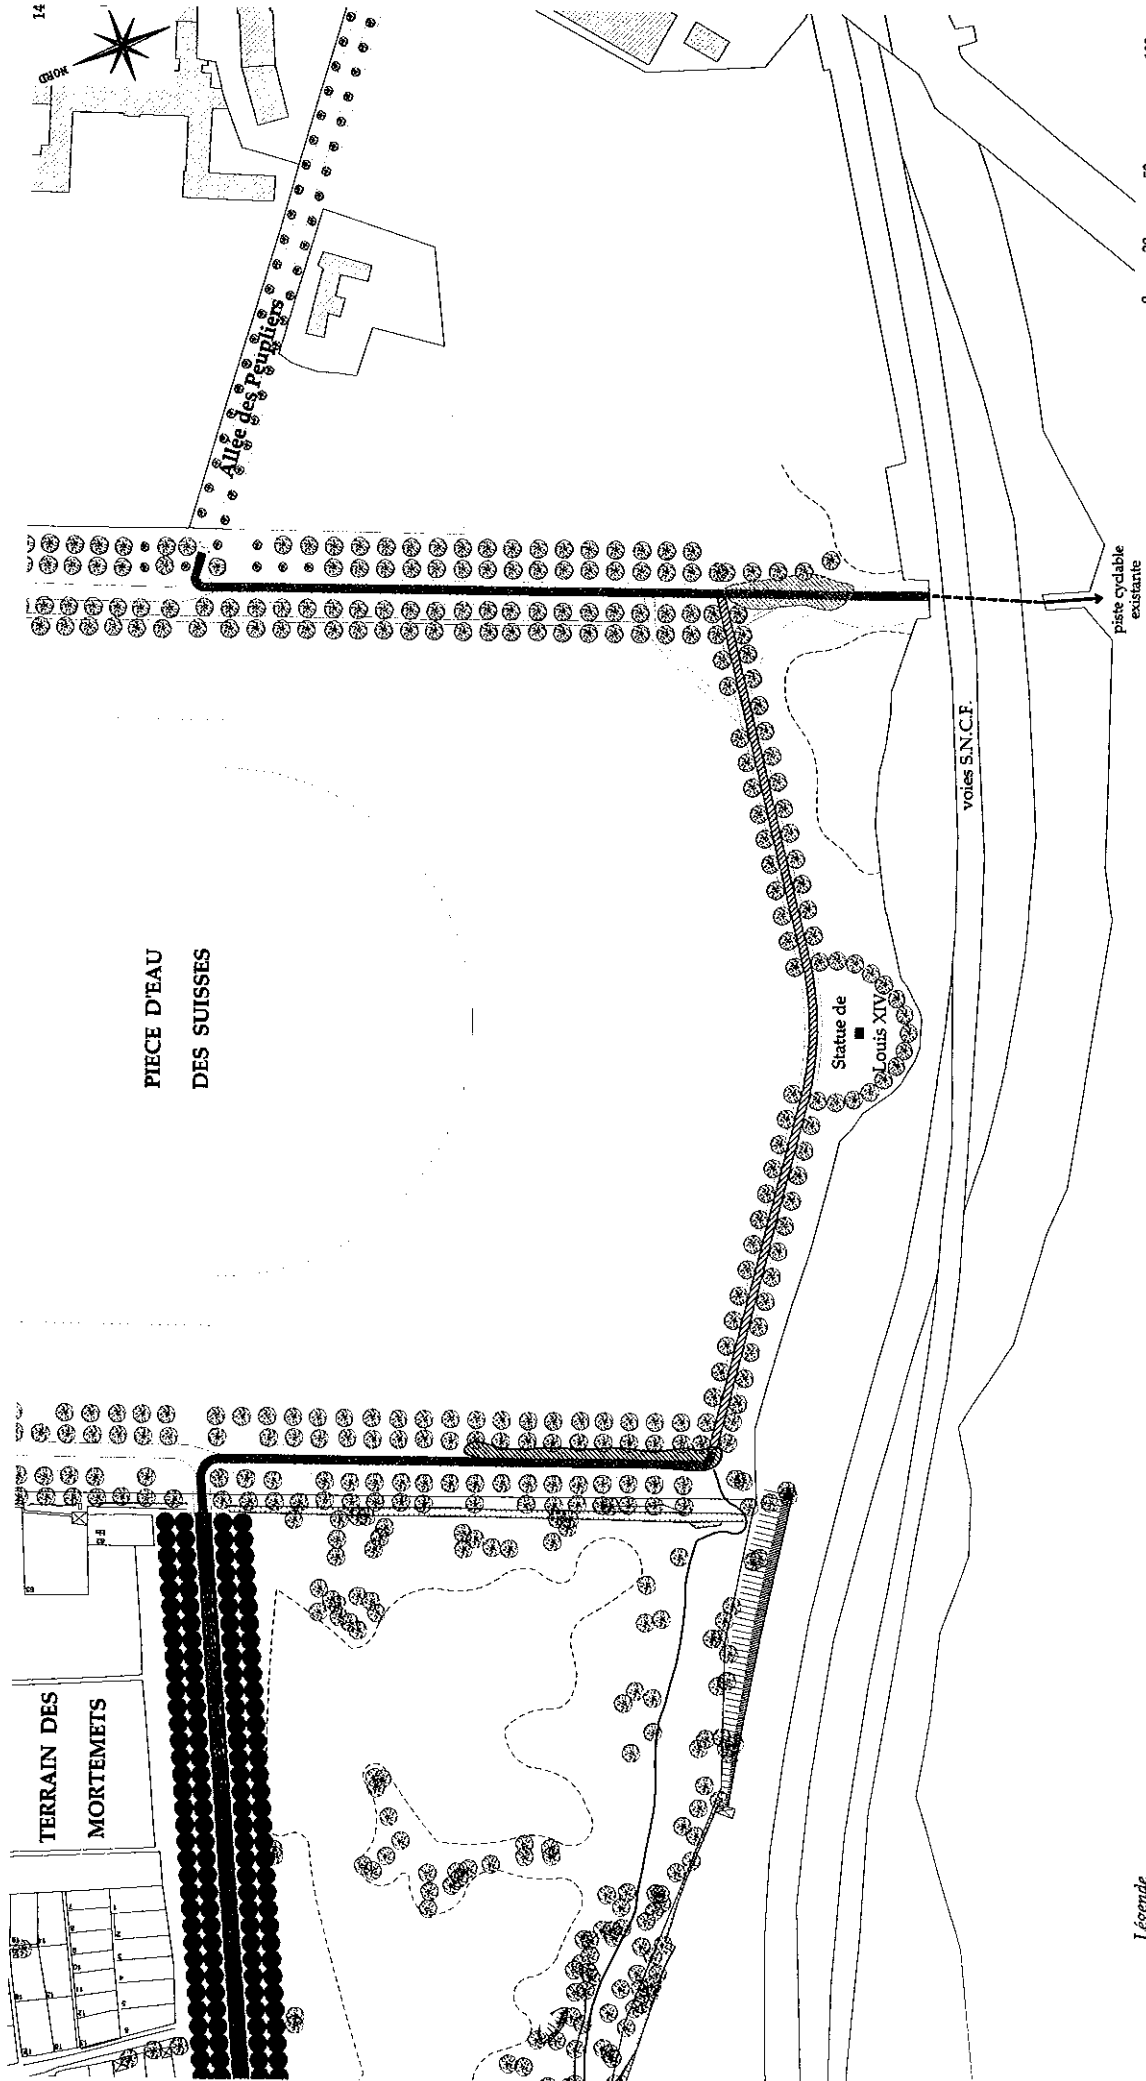 14
NORD
Allée des Peupliers
PIECE D'EAU
DES SUISSES
Statue de
Louis XIV
voies S.N.C.F.
piste cyclable
existante
TERRAIN DES
MORTEMETS
Légende